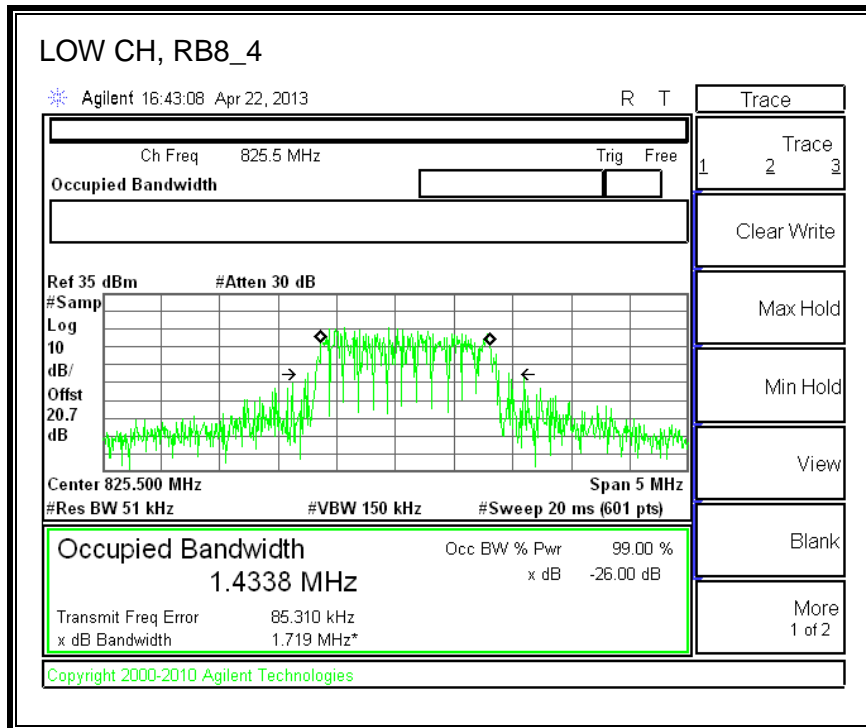 LOW CH, RB8_4
Agilent 16:43:08 Apr 22, 2013 R T
Trace
Ch Freq 825.5 MHz Trig Free
Occupied Bandwidth
Trace
1 2 3
Clear Write
Max Hold
Min Hold
View
Blank
More
1 of 2
Ref 35 dBm #Atten 30 dB
#Samp
Log
10
dB/
Offst
20.7
dB
Center 825.500 MHz Span 5 MHz
#Res BW 51 kHz #VBW 150 kHz #Sweep 20 ms (601 pts)
Occupied Bandwidth Occ BW % Pwr 99.00 %
1.4338 MHz x dB -26.00 dB
Transmit Freq Error 85.310 kHz
x dB Bandwidth 1.719 MHz*
Copyright 2000-2010 Agilent Technologies